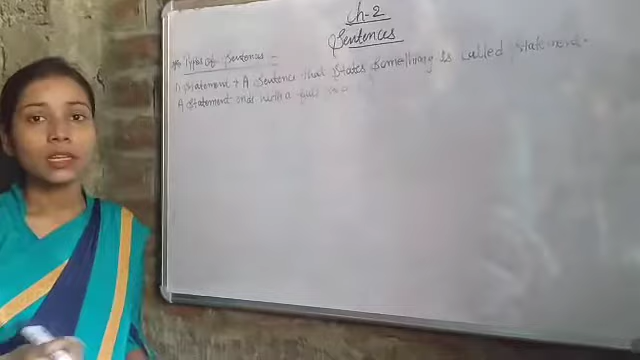 Ch-2
Sentences
Types of Sentences -
1) Statement → A Sentence that States Something is called Statement.
A Statement ends with a full stop